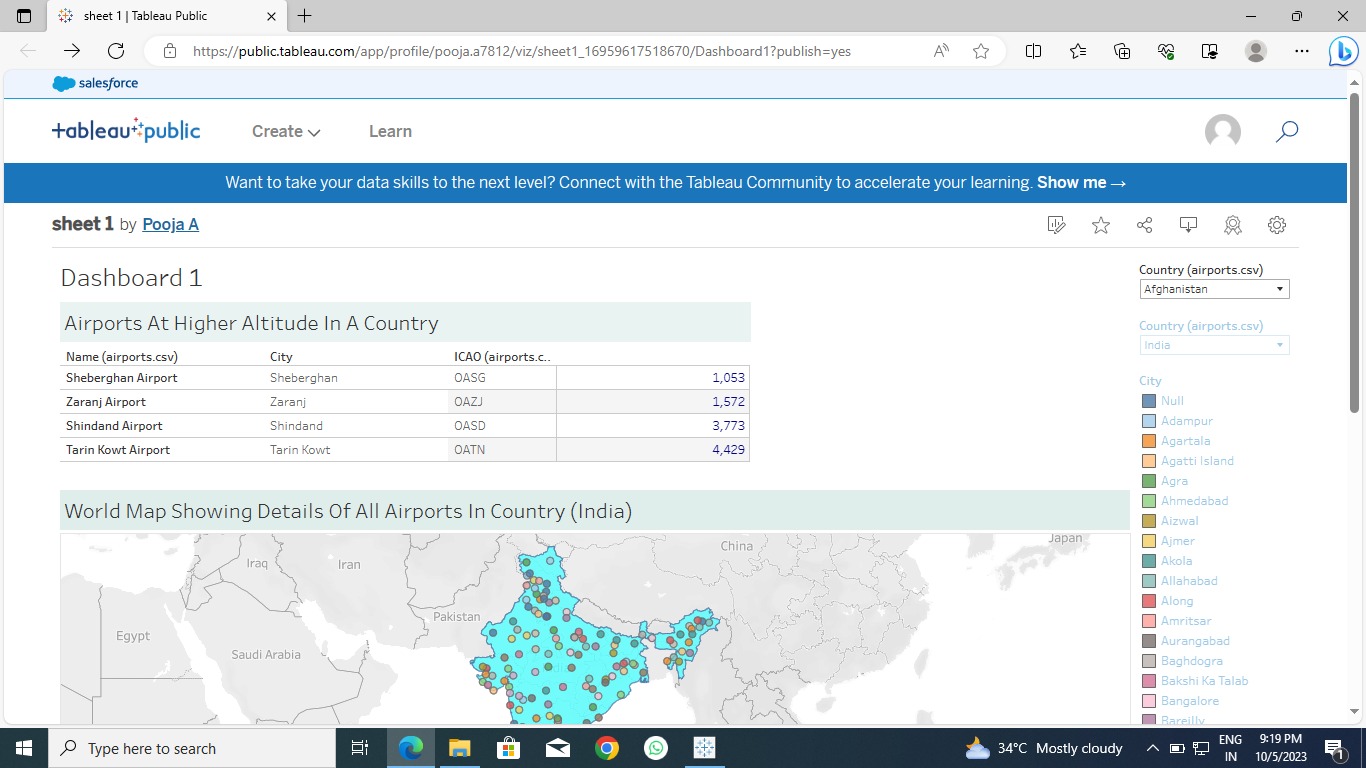 sheet 1 | Tableau Public
https://public.tableau.com/app/profile/pooja.a7812/viz/sheet1_16959617518670/Dashboard1?publish=yes
salesforce
tableau public
Create
Learn
Want to take your data skills to the next level? Connect with the Tableau Community to accelerate your learning. Show me →
sheet 1 by Pooja A
Dashboard 1
Country (airports.csv)
Afghanistan
Airports At Higher Altitude In A Country
Country (airports.csv)
India
Name (airports.csv) City ICAO (airports.c..
Sheberghan Airport Sheberghan OASG 1,053
Zaranj Airport Zaranj OAZJ 1,572
Shindand Airport Shindand OASD 3,773
Tarin Kowt Airport Tarin Kowt OATN 4,429
City
Null
Adampur
Agartala
Agatti Island
Agra
Ahmedabad
Aizwal
Ajmer
Akola
Allahabad
Along
Amritsar
Aurangabad
Baghdogra
Bakshi Ka Talab
Bangalore
Bareilly
World Map Showing Details Of All Airports In Country (India)
Japan
China
Iraq
Iran
Pakistan
Egypt
Saudi Arabia
Type here to search
34°C Mostly cloudy
ENG
IN
9:19 PM
10/5/2023
1